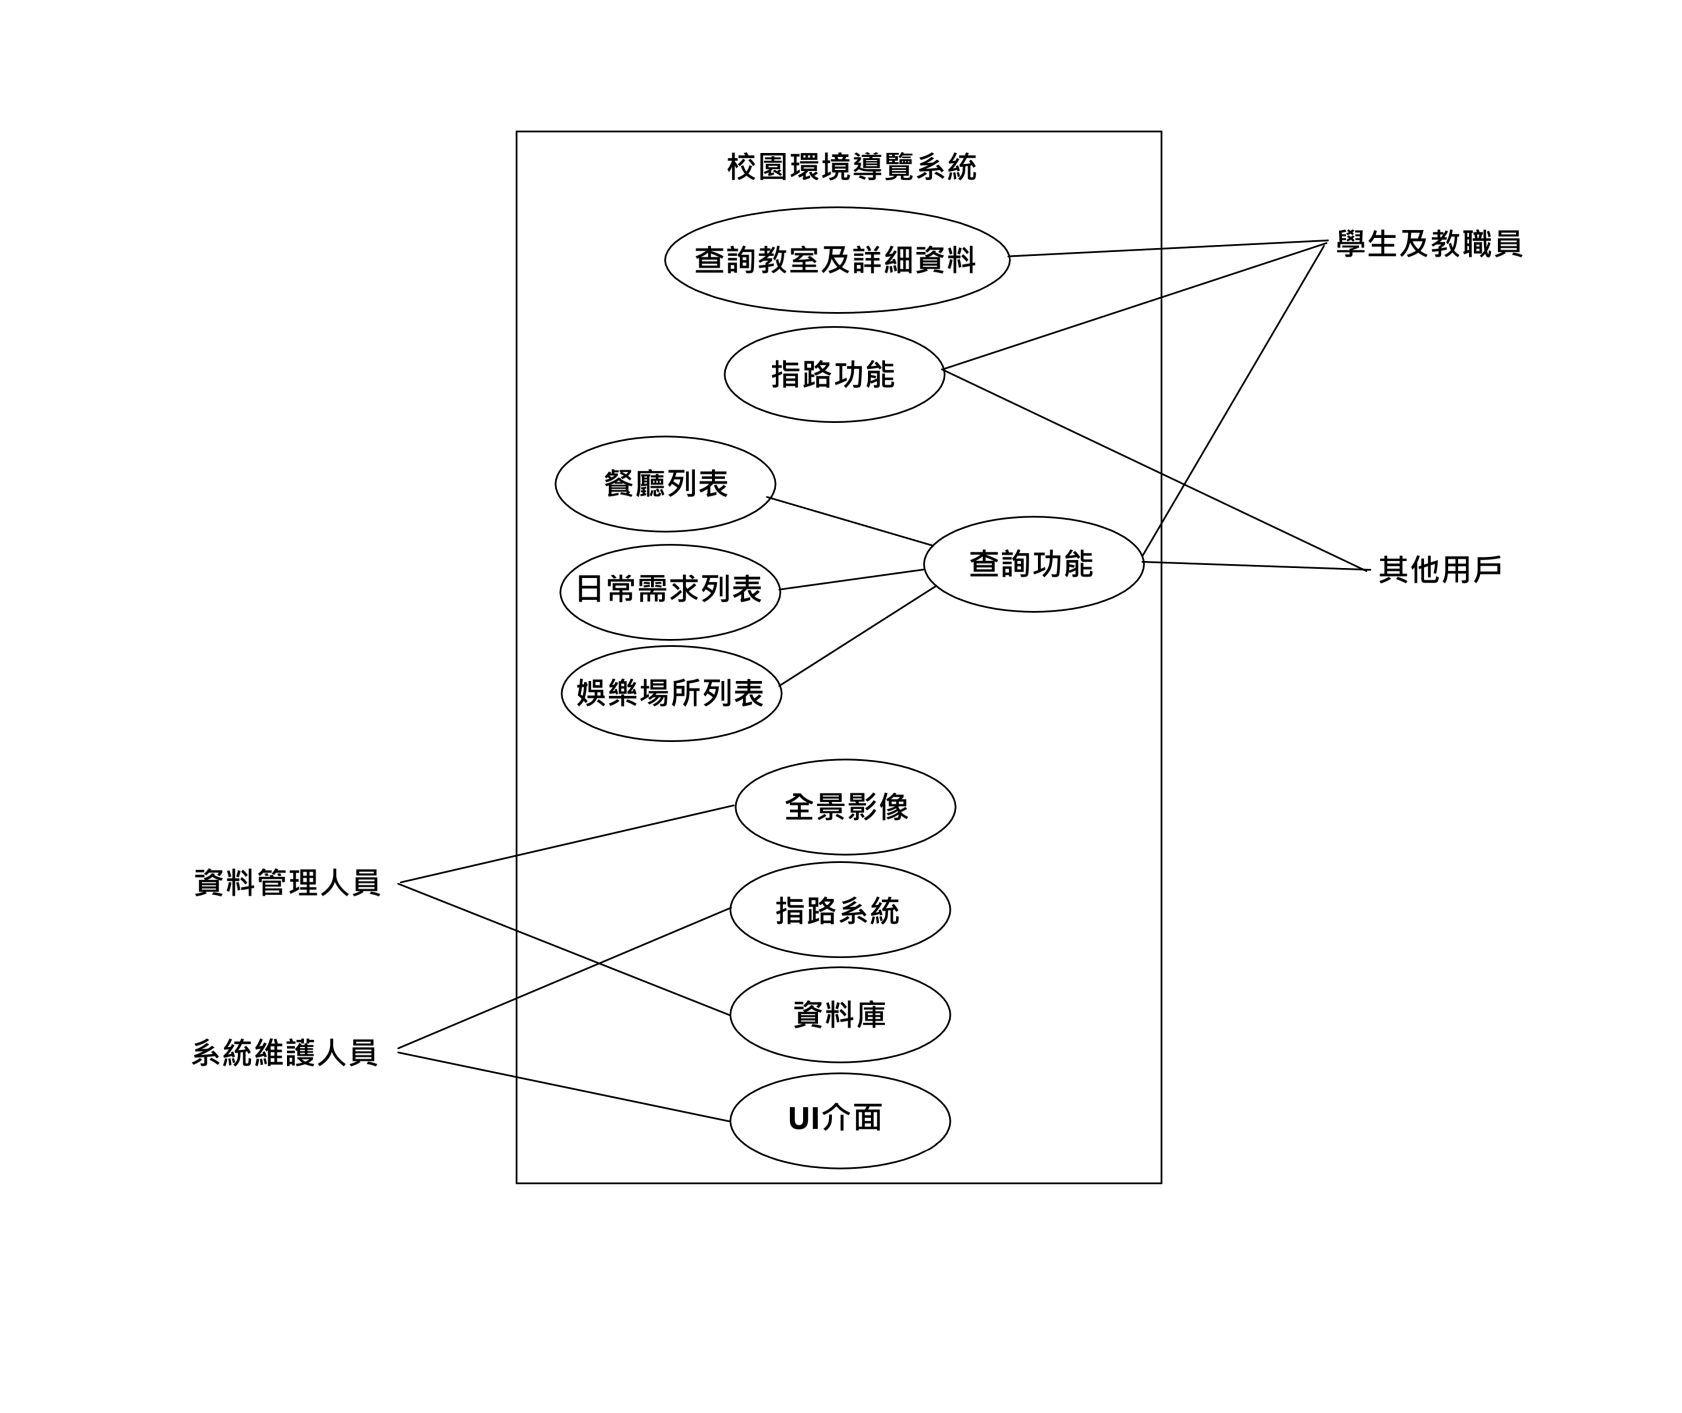 校園環境導覽系統
查詢教室及詳細資料
學生及教職員
指路功能
餐廳列表
查詢功能
其他用戶
日常需求列表
娛樂場所列表
全景影像
資料管理人員
指路系統
資料庫
系統維護人員
UI介面